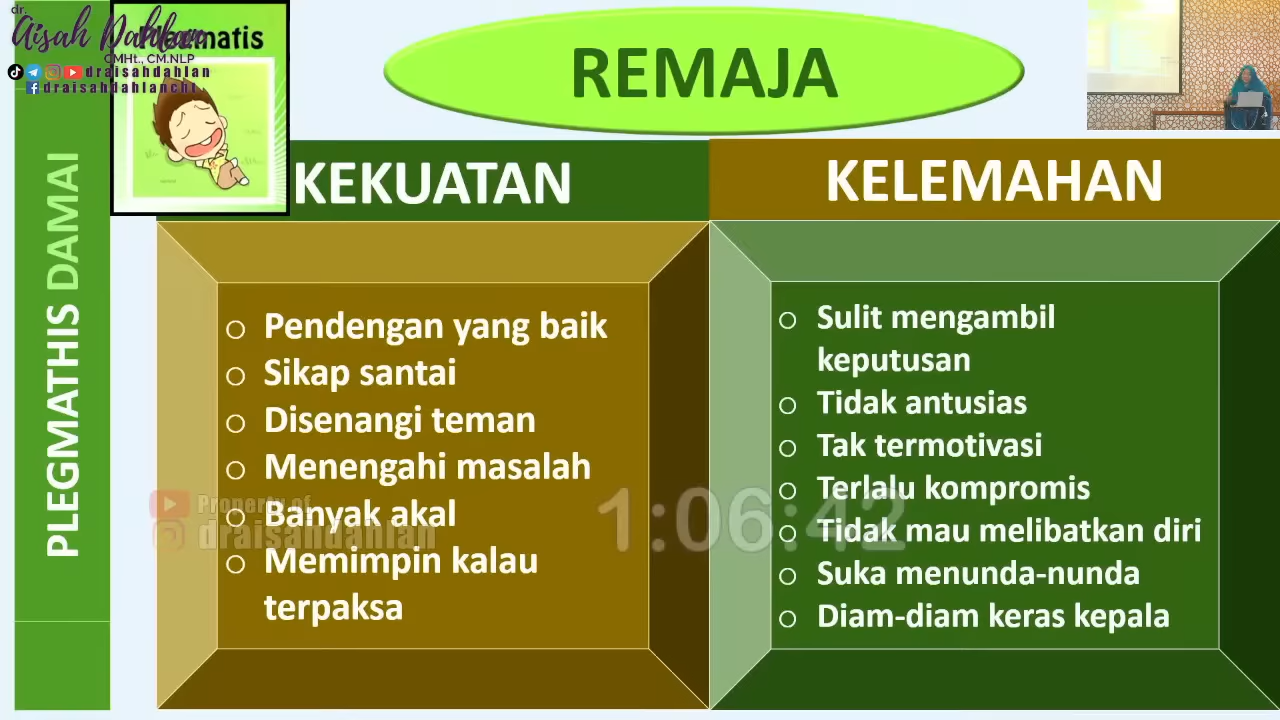 dr.
Aisah Dahlan
CMHt., CM.NLP
draisahdahlan
draisahdahlanchi
REMAJA
PLEGMATHIS DAMAI
KEKUATAN
KELEMAHAN
Pendengan yang baik
Sikap santai
Disenangi teman
Menengahi masalah
Banyak akal
Memimpin kalau
terpaksa
Sulit mengambil
keputusan
Tidak antusias
Tak termotivasi
Terlalu kompromis
Tidak mau melibatkan diri
Suka menunda-nunda
Diam-diam keras kepala
Property of
draisahdahlan
1:06:42